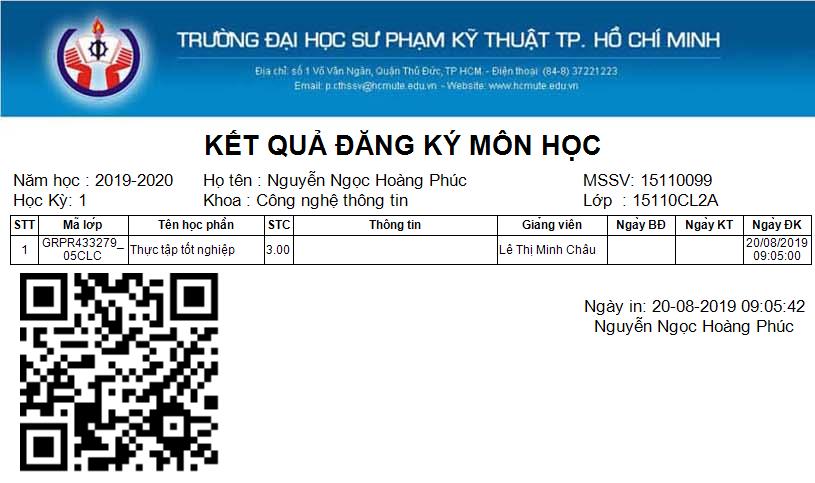 TRƯỜNG ĐẠI HỌC SƯ PHẠM KỸ THUẬT TP. HỒ CHÍ MINH
Địa chỉ: số 1 Võ Văn Ngân, Quận Thủ Đức, TP HCM. - Điện thoại: (84-8) 37221223
Email: p.cthssv@hcmute.edu.vn - Website: www.hcmute.edu.vn
KẾT QUẢ ĐĂNG KÝ MÔN HỌC
Năm học : 2019-2020 Họ tên : Nguyễn Ngọc Hoàng Phúc MSSV: 15110099
Học Kỳ: 1 Khoa : Công nghệ thông tin Lớp : 15110CL2A
STT Mã lớp Tên học phần STC Thông tin Giảng viên Ngày BĐ Ngày KT Ngày ĐK
1 GRPR433279_05CLC Thực tập tốt nghiệp 3.00 Lê Thị Minh Châu 20/08/2019 09:05:00
Ngày in: 20-08-2019 09:05:42
Nguyễn Ngọc Hoàng Phúc